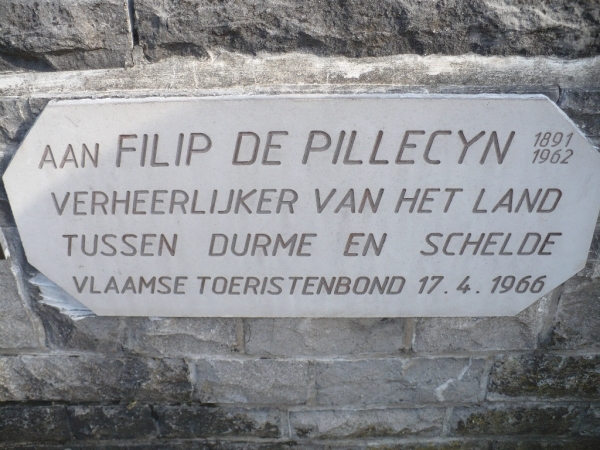 AAN FILIP DE PILLECYN 1891 1962
VERHEERLIJKER VAN HET LAND
TUSSEN DURME EN SCHELDE
VLAAMSE TOERISTENBOND 17.4.1966